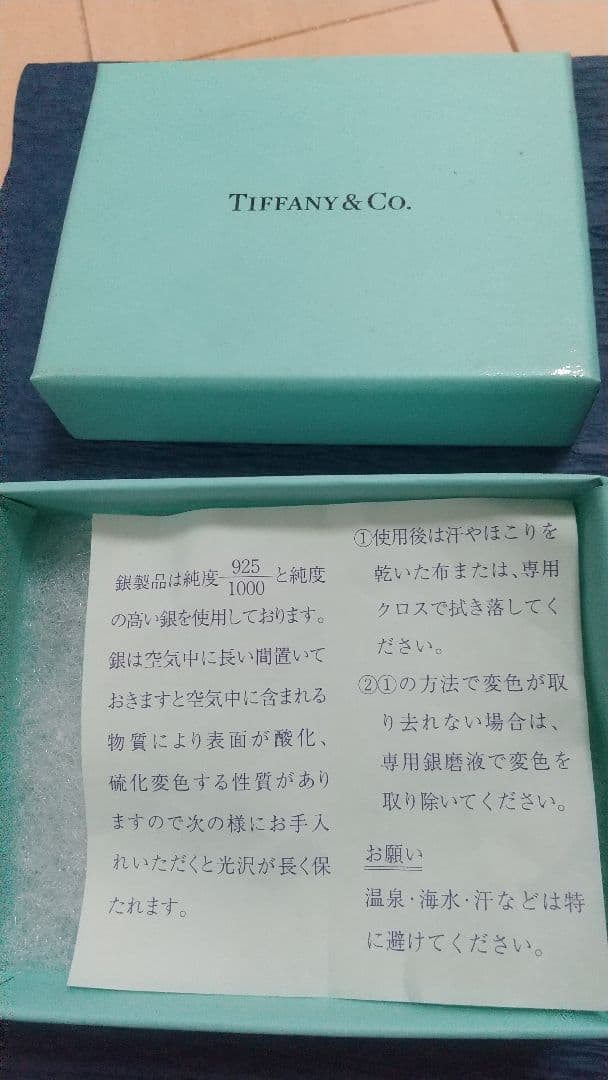 TIFFANY & CO.
銀製品は純度925/1000と純度
の高い銀を使用しております。
銀は空気中に長い間置いて
おきますと空気中に含まれる
物質により表面が酸化、
硫化変色する性質があり
ますので次の様にお手入
れいただくと光沢が長く保
たれます。
①使用後は汗やほこりを
乾いた布または、専用
クロスで拭き落してく
ださい。
②①の方法で変色が取
り去れない場合は、
専用銀磨液で変色を
取り除いてください。
お願い
温泉・海水・汗などは特
に避けてください。